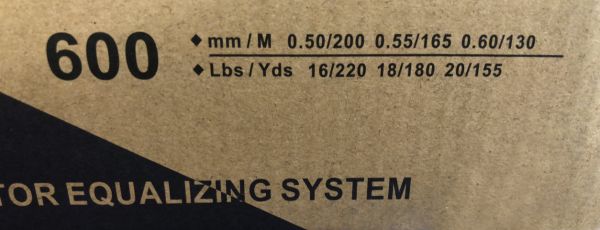 600
◆ mm / M 0.50/200 0.55/165 0.60/130
◆ Lbs / Yds 16/220 18/180 20/155
TOR EQUALIZING SYSTEM